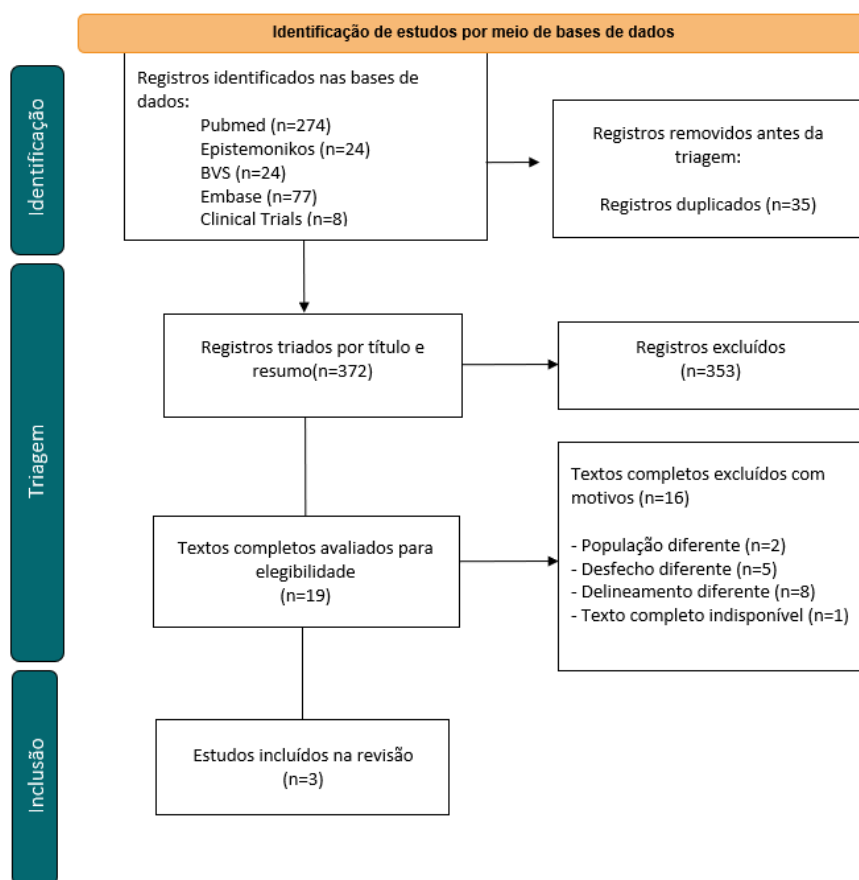 Identificação de estudos por meio de bases de dados
Identificação
Registros identificados nas bases de
dados:
Pubmed (n=274)
Epistemonikos (n=24)
BVS (n=24)
Embase (n=77)
Clinical Trials (n=8)
Registros removidos antes da
triagem:
Registros duplicados (n=35)
Triagem
Registros triados por título e
resumo(n=372)
Registros excluídos
(n=353)
Textos completos avaliados para
elegibilidade
(n=19)
Textos completos excluídos com
motivos (n=16)
- População diferente (n=2)
- Desfecho diferente (n=5)
- Delineamento diferente (n=8)
- Texto completo indisponível (n=1)
Inclusão
Estudos incluídos na revisão
(n=3)